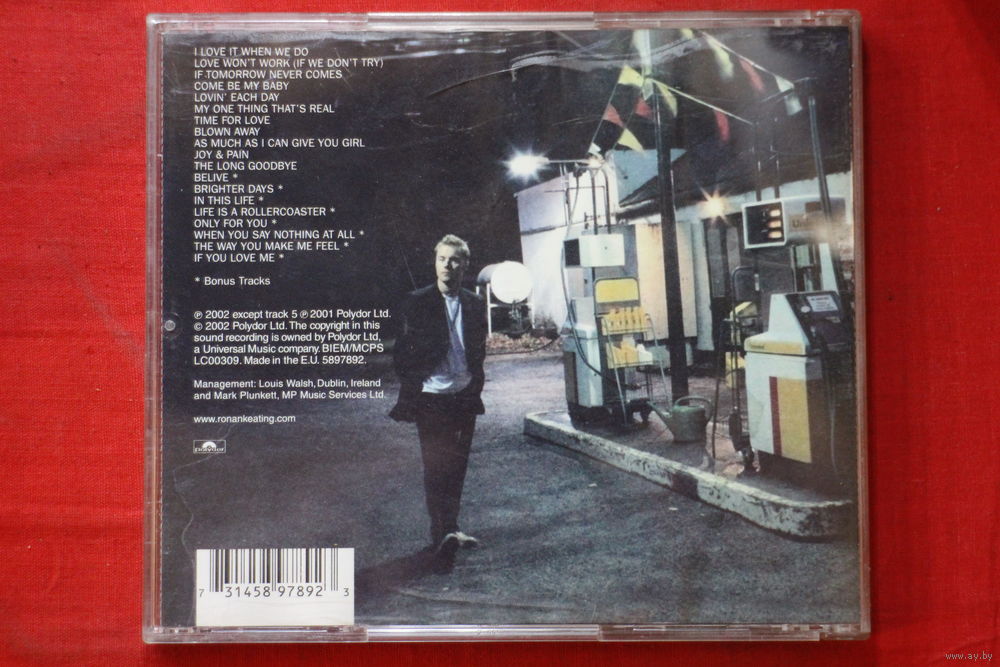 I LOVE IT WHEN WE DO
LOVE WON'T WORK (IF WE DON'T TRY)
IF TOMORROW NEVER COMES
COME BE MY BABY
LOVIN' EACH DAY
MY ONE THING THAT'S REAL
TIME FOR LOVE
BLOWN AWAY
AS MUCH AS I CAN GIVE YOU GIRL
JOY & PAIN
THE LONG GOODBYE
BELIVE *
BRIGHTER DAYS *
IN THIS LIFE *
LIFE IS A ROLLERCOASTER *
ONLY FOR YOU *
WHEN YOU SAY NOTHING AT ALL *
THE WAY YOU MAKE ME FEEL *
IF YOU LOVE ME *
* Bonus Tracks
℗ 2002 except track 5 ℗ 2001 Polydor Ltd.
© 2002 Polydor Ltd. The copyright in this
sound recording is owned by Polydor Ltd,
a Universal Music company. BIEM/MCPS
LC00309. Made in the E.U. 5897892.
Management: Louis Walsh, Dublin, Ireland
and Mark Plunkett, MP Music Services Ltd.
www.ronankeating.com
polydor
7 31458 97892 3
www.ay.by